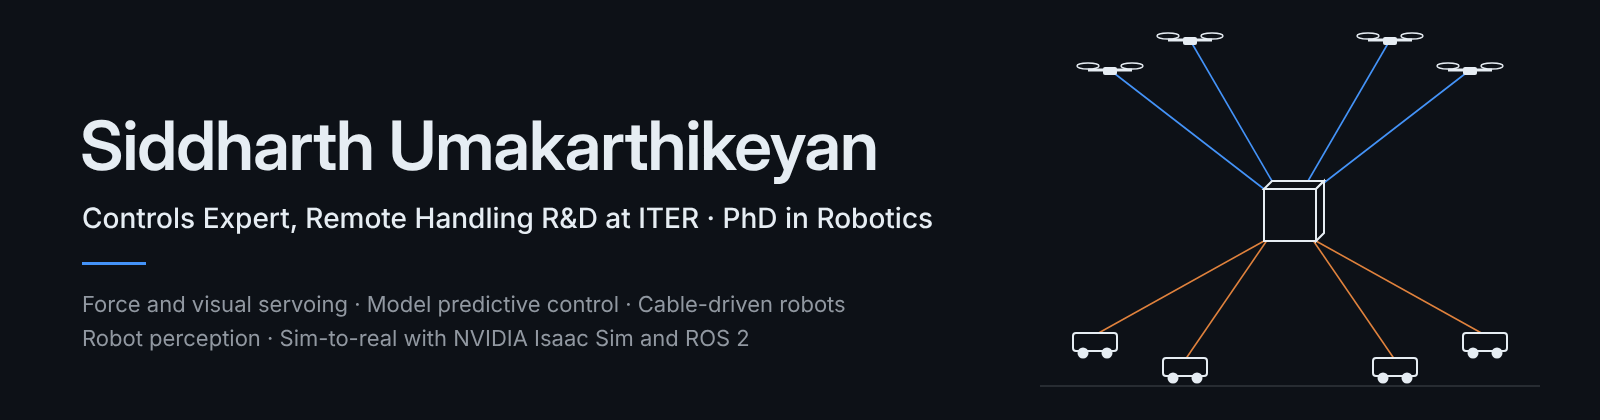 Siddharth Umakarthikeyan
Controls Expert, Remote Handling R&D at ITER · PhD in Robotics
Force and visual servoing · Model predictive control · Cable-driven robots
Robot perception · Sim-to-real with NVIDIA Isaac Sim and ROS 2